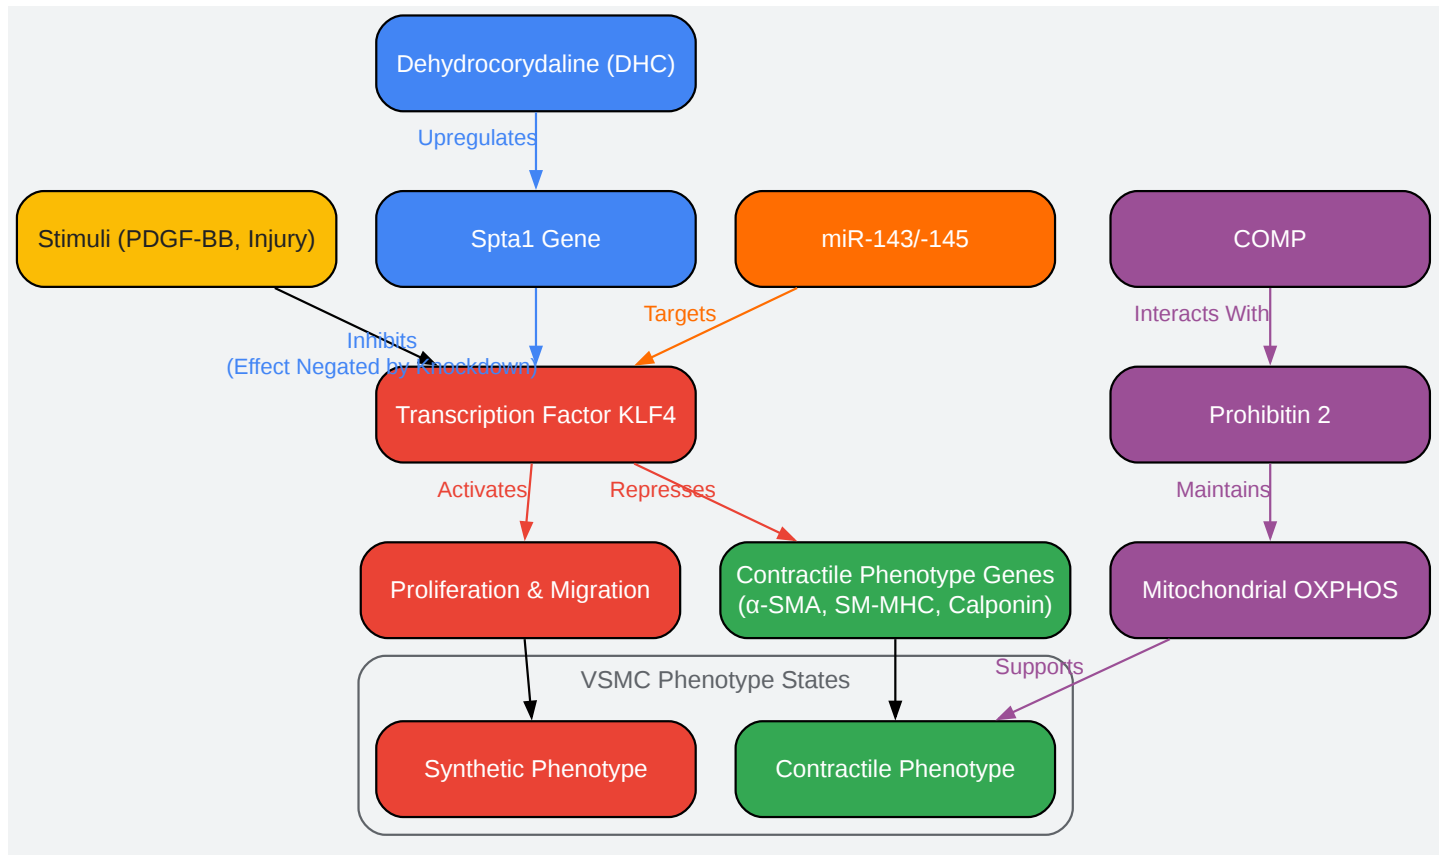 Dehydrocorydaline (DHC)
Upregulates
Stimuli (PDGF-BB, Injury)
Spta1 Gene
miR-143/-145
COMP
Targets
Interacts With
Inhibits
(Effect Negated by Knockdown)
Transcription Factor KLF4
Prohibitin 2
Activates
Represses
Maintains
Proliferation & Migration
Contractile Phenotype Genes
(α-SMA, SM-MHC, Calponin)
Mitochondrial OXPHOS
Supports
VSMC Phenotype States
Synthetic Phenotype
Contractile Phenotype